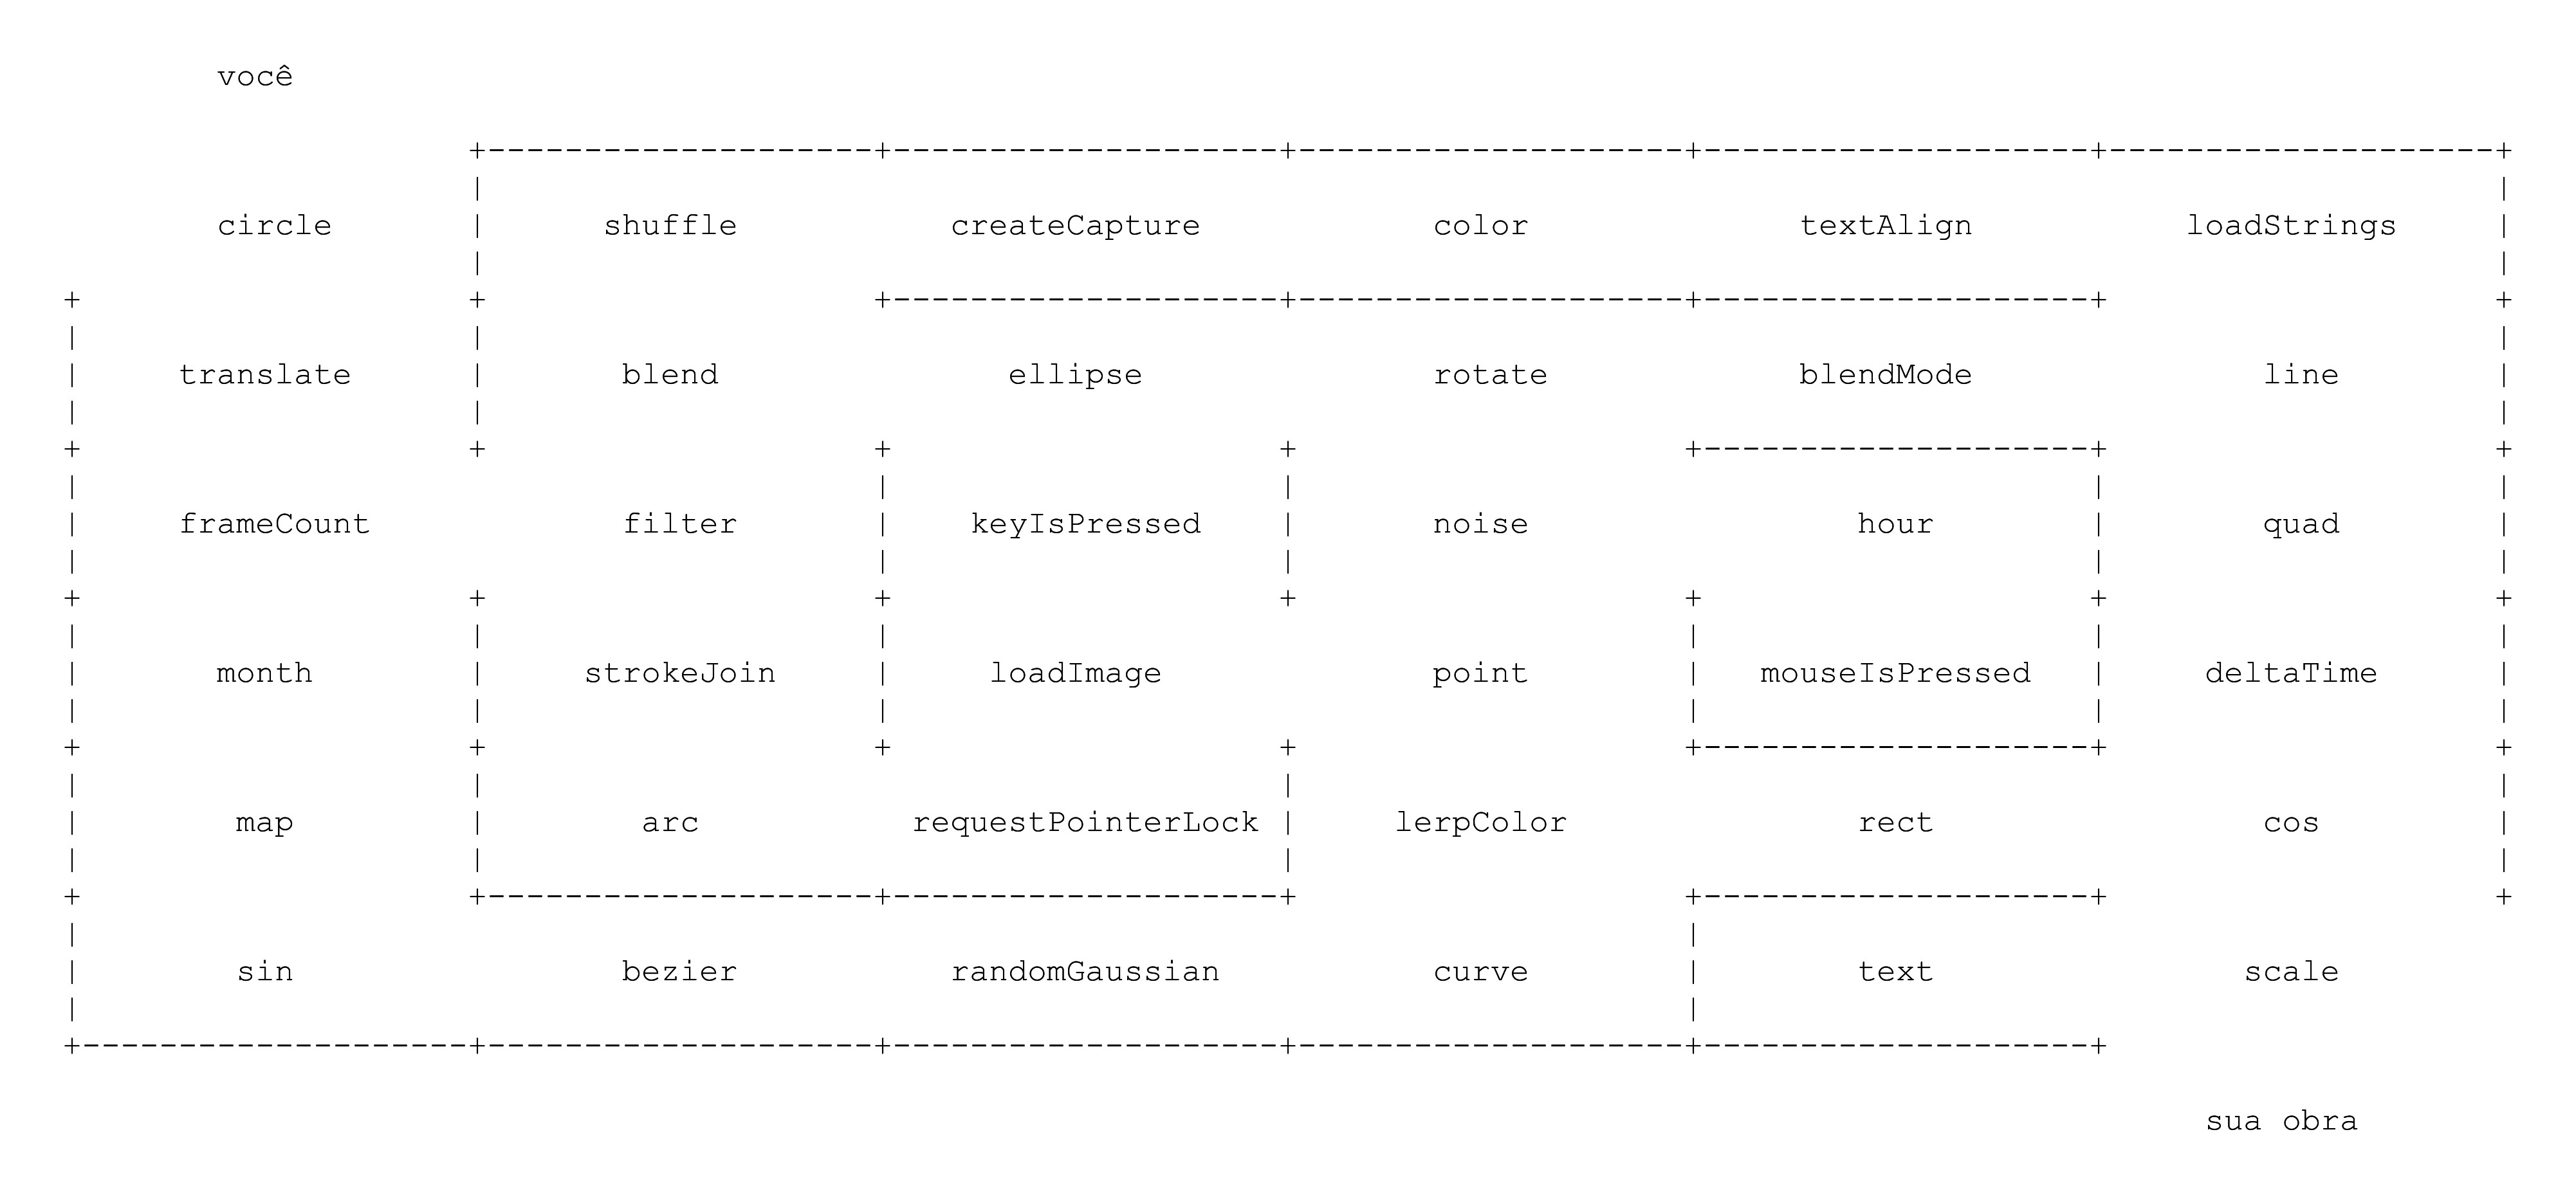 você
circle shuffle createCapture color textAlign loadStrings
translate blend ellipse rotate blendMode line
frameCount filter keyIsPressed noise hour quad
month strokeJoin loadImage point mouseIsPressed deltaTime
map arc requestPointerLock lerpColor rect cos
sin bezier randomGaussian curve text scale
sua obra